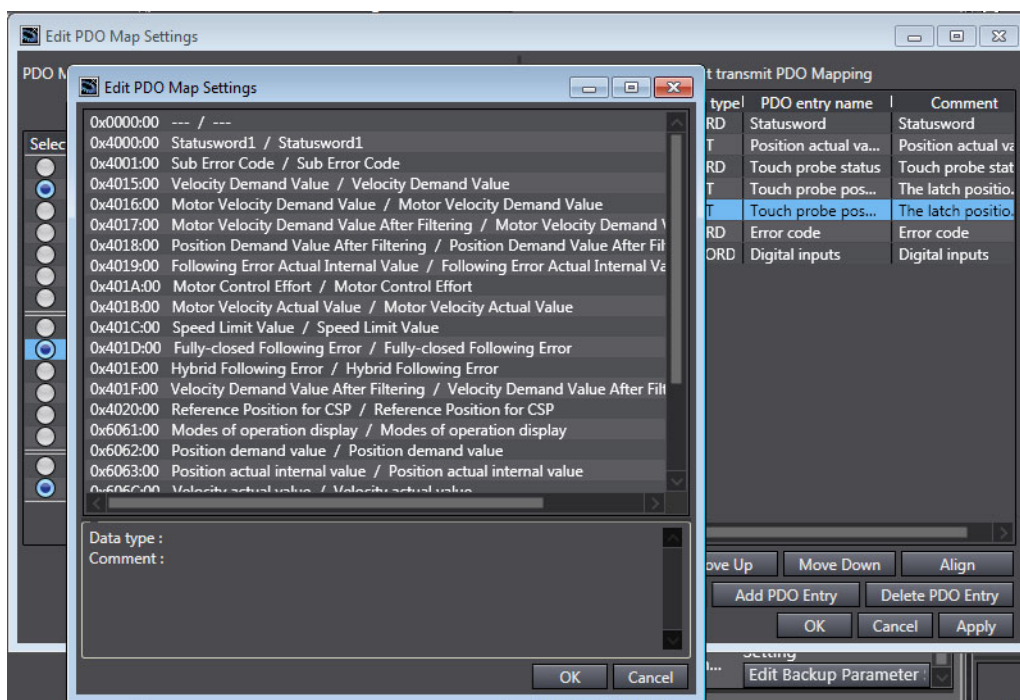 Edit PDO Map Settings
PDO M
t transmit PDO Mapping
Edit PDO Map Settings
type PDO entry name Comment
Selec
RD Statusword Statusword
T Position actual va... Position actual va
RD Touch probe status Touch probe stat
T Touch probe pos... The latch positio.
T Touch probe pos... The latch positio.
RD Error code Error code
ORD Digital inputs Digital inputs
0x0000:00 --- / ---
0x4000:00 Statusword1 / Statusword1
0x4001:00 Sub Error Code / Sub Error Code
0x4015:00 Velocity Demand Value / Velocity Demand Value
0x4016:00 Motor Velocity Demand Value / Motor Velocity Demand Value
0x4017:00 Motor Velocity Demand Value After Filtering / Motor Velocity Demand V
0x4018:00 Position Demand Value After Filtering / Position Demand Value After Filt
0x4019:00 Following Error Actual Internal Value / Following Error Actual Internal Va
0x401A:00 Motor Control Effort / Motor Control Effort
0x401B:00 Motor Velocity Actual Value / Motor Velocity Actual Value
0x401C:00 Speed Limit Value / Speed Limit Value
0x401D:00 Fully-closed Following Error / Fully-closed Following Error
0x401E:00 Hybrid Following Error / Hybrid Following Error
0x401F:00 Velocity Demand Value After Filtering / Velocity Demand Value After Filt
0x4020:00 Reference Position for CSP / Reference Position for CSP
0x6061:00 Modes of operation display / Modes of operation display
0x6062:00 Position demand value / Position demand value
0x6063:00 Position actual internal value / Position actual internal value
0x606C:00 Velocity actual value / Velocity actual value
Data type :
Comment :
OK Cancel
ove Up Move Down Align
Add PDO Entry Delete PDO Entry
OK Cancel Apply
Setting
Edit Backup Parameter